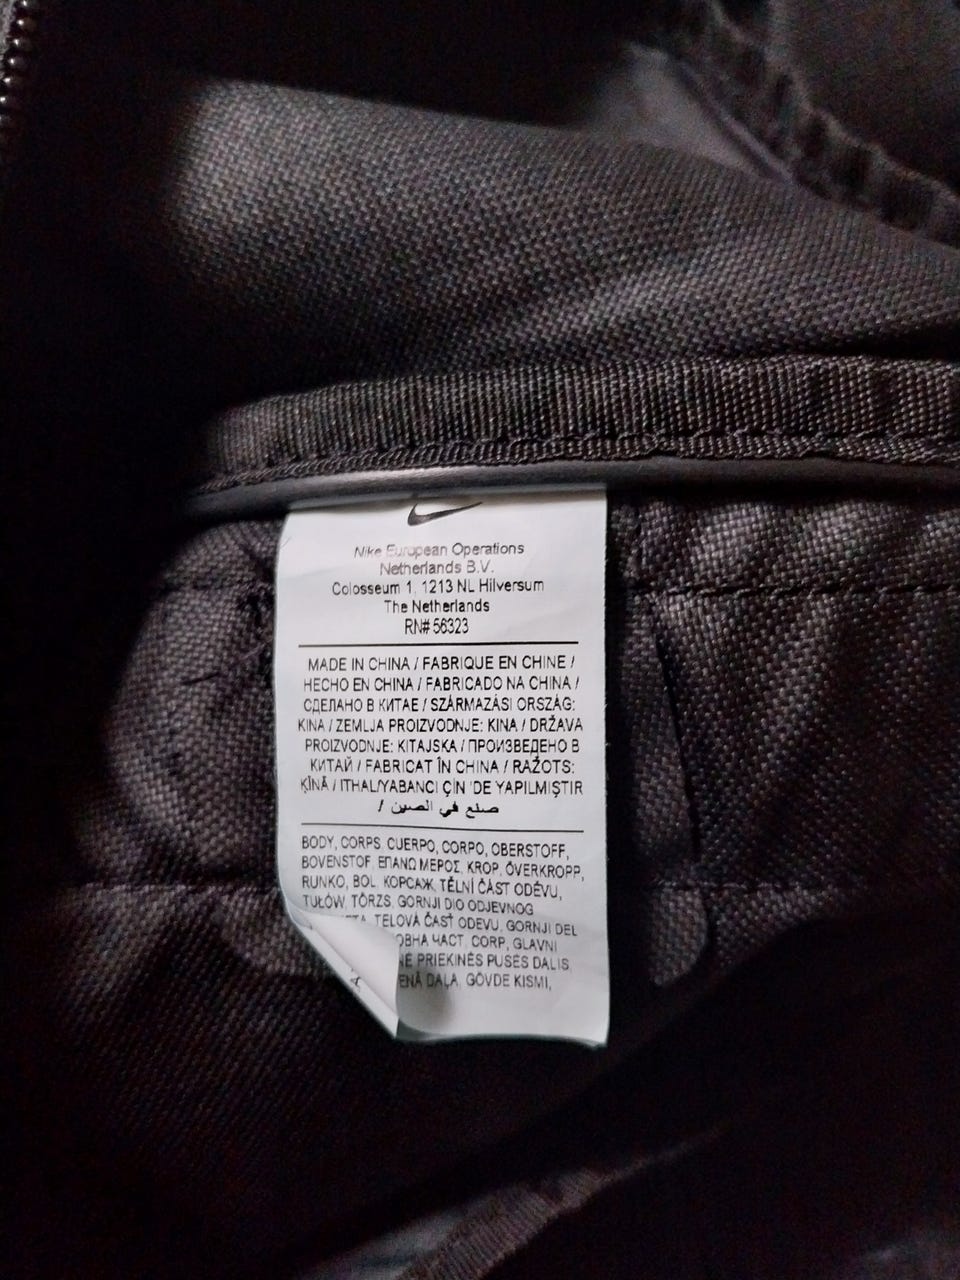 Nike European Operations
Netherlands B.V.
Colosseum 1, 1213 NL Hilversum
The Netherlands
RN# 56323
MADE IN CHINA / FABRIQUE EN CHINE /
HECHO EN CHINA / FABRICADO NA CHINA /
СДЕЛАНО В КИТАЕ / SZÁRMAZÁSI ORSZÁG:
KINA / ZEMLJA PROIZVODNJE: KINA / DRŽAVA
PROIZVODNJE: KITAJSKA / ПРОИЗВЕДЕНО В
КИТАЙ / FABRICAT ÎN CHINA / RAŽOTS:
ĶĪNĀ / ITHAL/YABANCI ÇİN 'DE YAPILMIŞTIR
صنع في الصين /
BODY, CORPS, CUERPO, CORPO, OBERSTOFF,
BOVENSTOF, ΕΠΑΝΩ ΜΕΡΟΣ, KROP, ÖVERKROPP,
RUNKO, BOL, КОРСАЖ, TĚLNÍ ČÁST ODĚVU,
TUŁÓW, TÖRZS, GORNJI DIO ODJEVNOG
TELOVÁ ČASŤ ODEVU, GORNJI DEL
ОВНА ЧАСТ, CORP, GLAVNI
PRIEKINĖS PUSĖS DALIS,
DAĻA, GÖVDE KISMI,